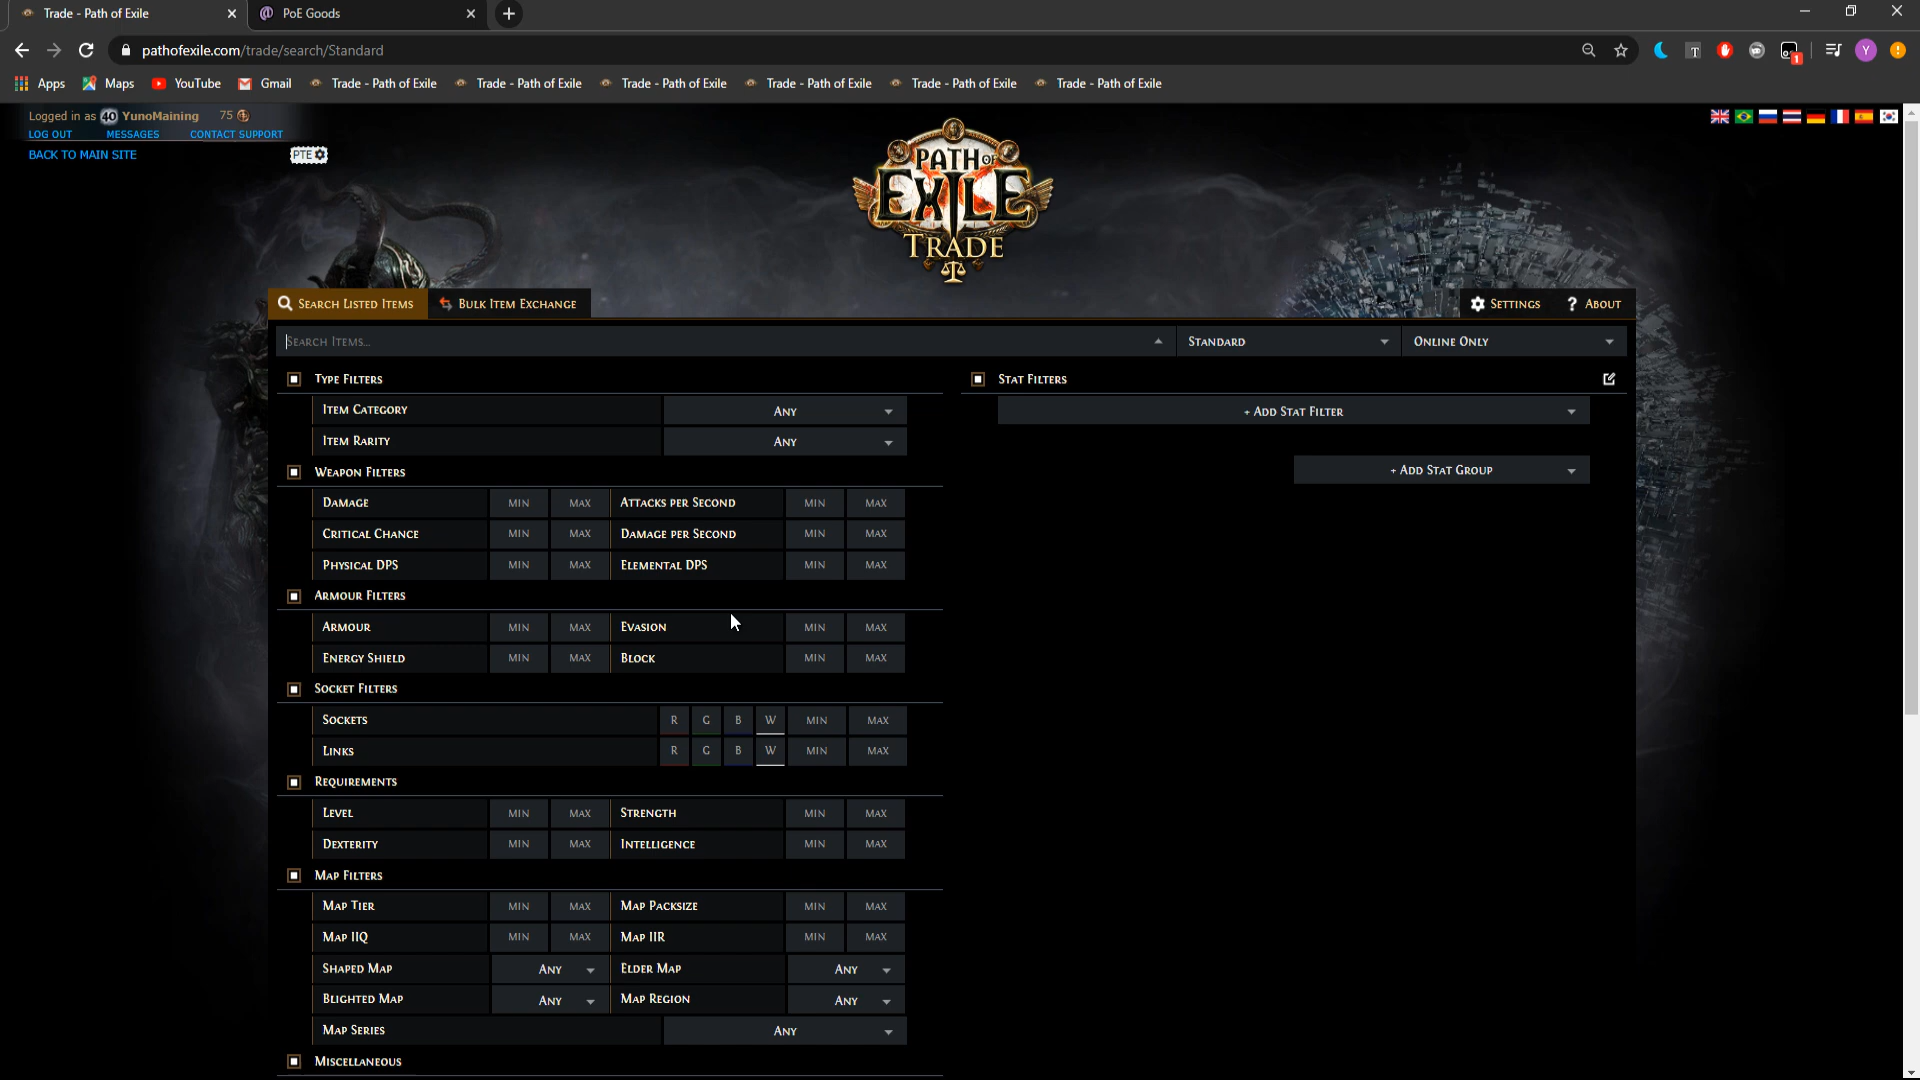 Trade - Path of Exile
PoE Goods
pathofexile.com/trade/search/Standard
T
1
Y
Apps
Maps
YouTube
Gmail
Trade - Path of Exile
Trade - Path of Exile
Trade - Path of Exile
Trade - Path of Exile
Trade - Path of Exile
Trade - Path of Exile
Logged in as 40 YunoMaining 75
LOG OUT MESSAGES CONTACT SUPPORT
BACK TO MAIN SITE
PTE
PATH OF
EXILE
TRADE
SEARCH LISTED ITEMS
BULK ITEM EXCHANGE
SETTINGS
? ABOUT
SEARCH ITEMS...
STANDARD
ONLINE ONLY
TYPE FILTERS
ITEM CATEGORY ANY
ITEM RARITY ANY
WEAPON FILTERS
DAMAGE MIN MAX ATTACKS PER SECOND MIN MAX
CRITICAL CHANCE MIN MAX DAMAGE PER SECOND MIN MAX
PHYSICAL DPS MIN MAX ELEMENTAL DPS MIN MAX
ARMOUR FILTERS
ARMOUR MIN MAX EVASION MIN MAX
ENERGY SHIELD MIN MAX BLOCK MIN MAX
SOCKET FILTERS
SOCKETS R G B W MIN MAX
LINKS R G B W MIN MAX
REQUIREMENTS
LEVEL MIN MAX STRENGTH MIN MAX
DEXTERITY MIN MAX INTELLIGENCE MIN MAX
MAP FILTERS
MAP TIER MIN MAX MAP PACKSIZE MIN MAX
MAP IIQ MIN MAX MAP IIR MIN MAX
SHAPED MAP ANY ELDER MAP ANY
BLIGHTED MAP ANY MAP REGION ANY
MAP SERIES ANY
MISCELLANEOUS
STAT FILTERS
+ ADD STAT FILTER
+ ADD STAT GROUP